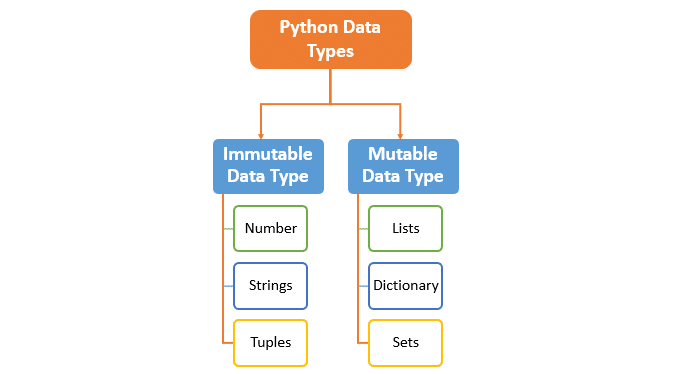 Python Data
Types
Immutable
Data Type
Mutable
Data Type
Number
Lists
Strings
Dictionary
Tuples
Sets